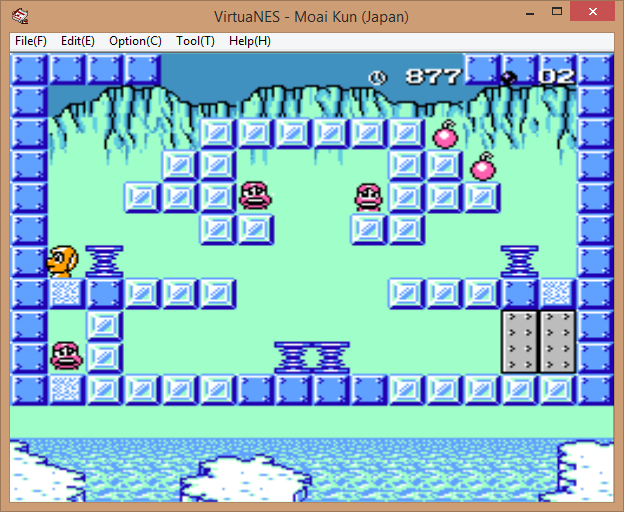 VirtuaNES - Moai Kun (Japan)
File(F) Edit(E) Option(C) Tool(T) Help(H)
877 02